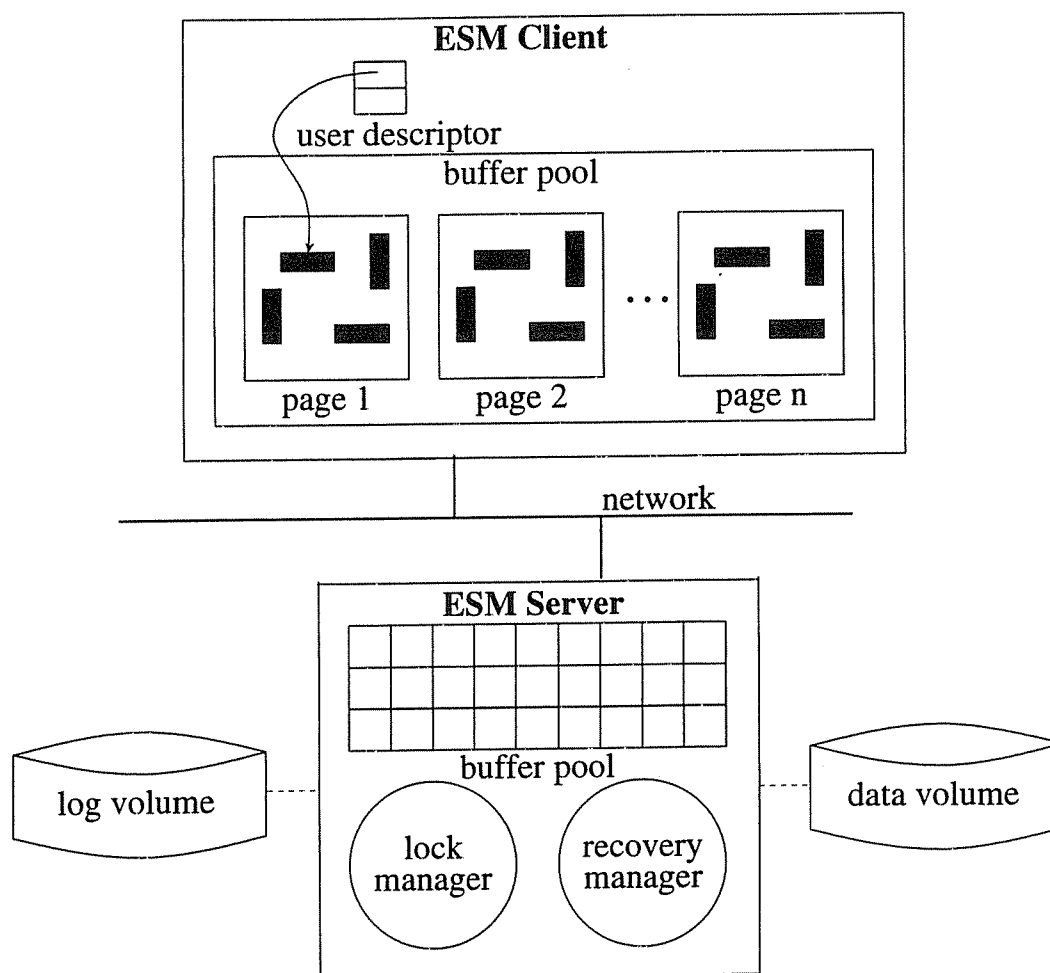 ESM Client
user descriptor
buffer pool
page 1
page 2
...
page n
network
ESM Server
buffer pool
log volume
data volume
lock
manager
recovery
manager